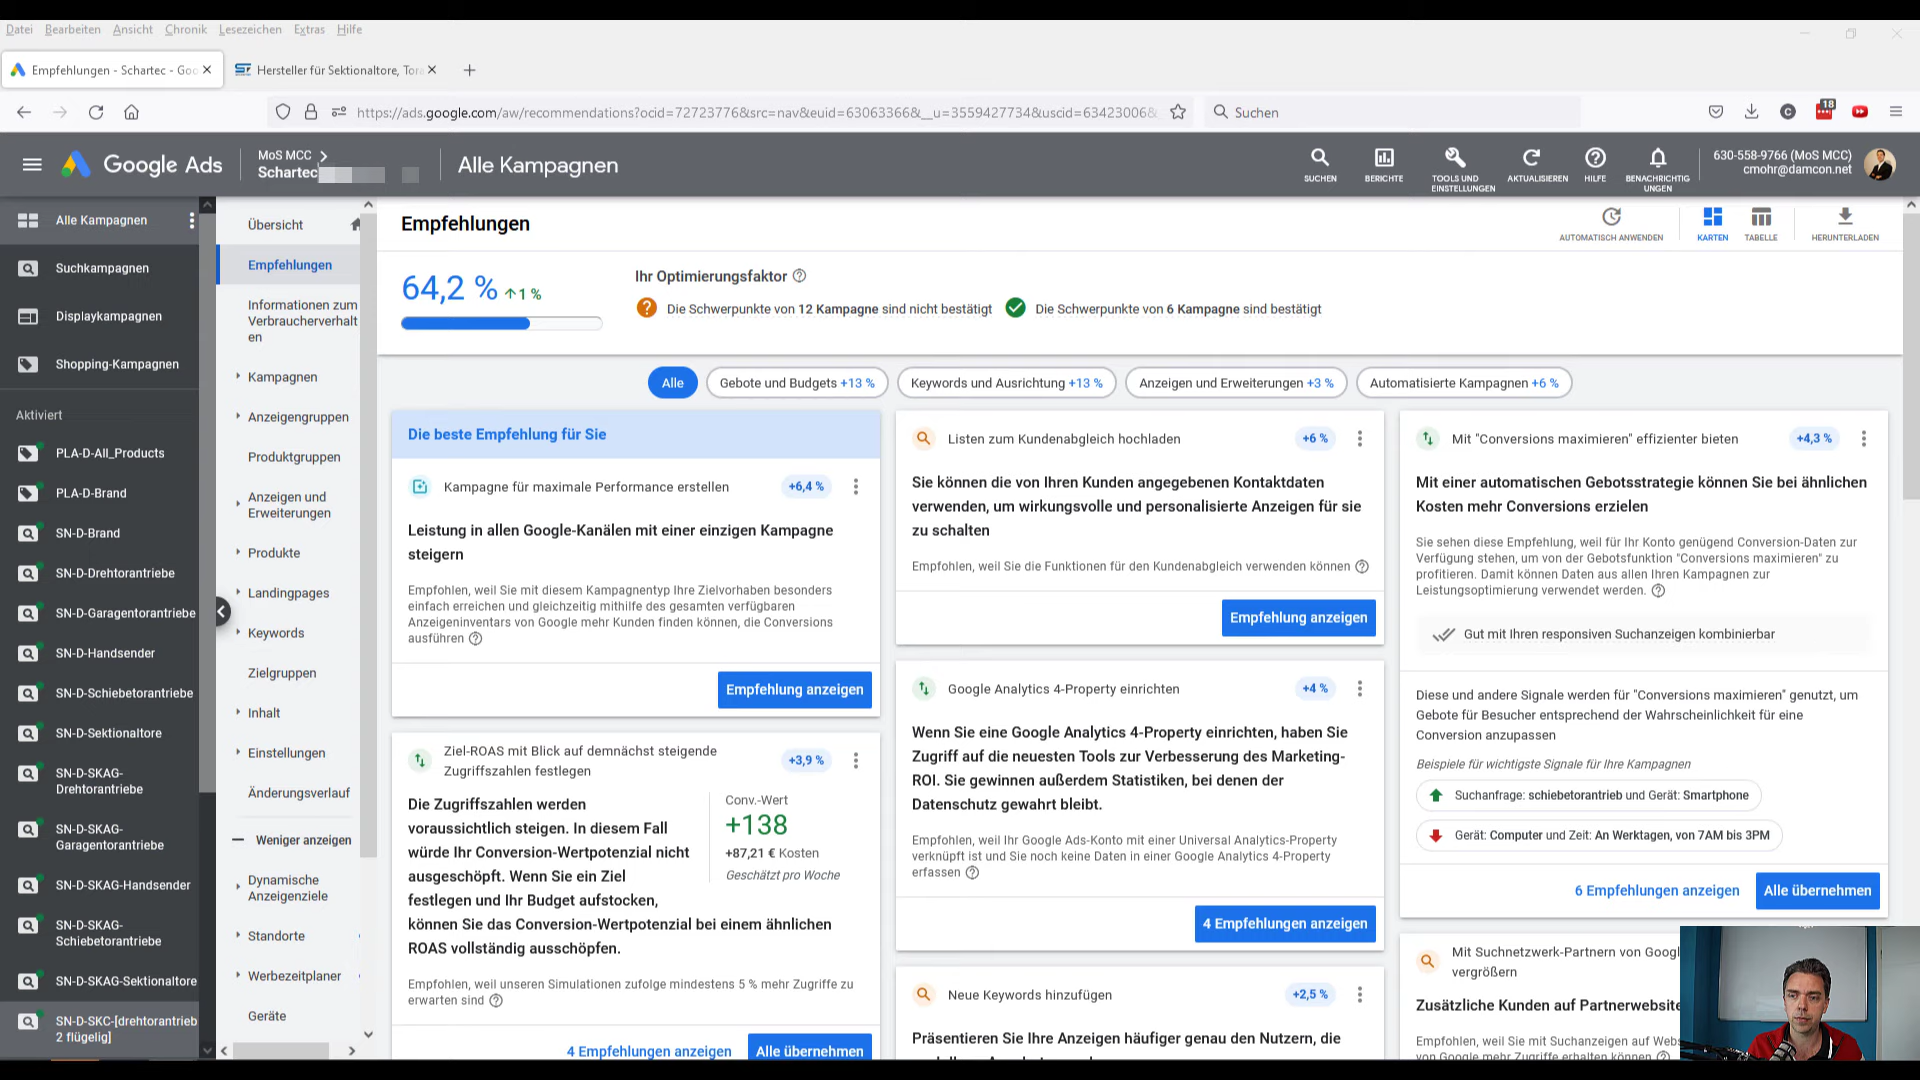 Datei Bearbeiten Ansicht Chronik Lesezeichen Extras Hilfe
Empfehlungen - Schartec - Goo
Hersteller für Sektionaltore, Tora
https://ads.google.com/aw/recommendations?ocid=72723776&src=nav&euid=63063366&__u=3559427734&uscid=63423006&
Suchen
18
Google Ads
MoS MCC
Schartec
Alle Kampagnen
SUCHEN
BERICHTE
TOOLS UND
EINSTELLUNGEN
AKTUALISIEREN
HILFE
BENACHRICHTIG
UNGEN
630-558-9766 (MoS MCC)
cmohr@damcon.net
Alle Kampagnen
Suchkampagnen
Displaykampagnen
Shopping-Kampagnen
Aktiviert
PLA-D-All_Products
PLA-D-Brand
SN-D-Brand
SN-D-Drehtorantriebe
SN-D-Garagentorantriebe
SN-D-Handsender
SN-D-Schiebetorantriebe
SN-D-Sektionaltore
SN-D-SKAG-
Drehtorantriebe
SN-D-SKAG-
Garagentorantriebe
SN-D-SKAG-Handsender
SN-D-SKAG-
Schiebetorantriebe
SN-D-SKAG-Sektionaltore
SN-D-SKC-[drehtorantrieb
2 flügelig]
Übersicht
Empfehlungen
Informationen zum
Verbraucherverhalt
en
Kampagnen
Anzeigengruppen
Produktgruppen
Anzeigen und
Erweiterungen
Produkte
Landingpages
Keywords
Zielgruppen
Inhalt
Einstellungen
Änderungsverlauf
Weniger anzeigen
Dynamische
Anzeigenziele
Standorte
Werbezeitplaner
Geräte
Empfehlungen
AUTOMATISCH ANWENDEN
KARTEN
TABELLE
HERUNTERLADEN
64,2 % 1 %
Ihr Optimierungsfaktor
Die Schwerpunkte von 12 Kampagne sind nicht bestätigt
Die Schwerpunkte von 6 Kampagne sind bestätigt
Alle
Gebote und Budgets +13 %
Keywords und Ausrichtung +13 %
Anzeigen und Erweiterungen +3 %
Automatisierte Kampagnen +6 %
Die beste Empfehlung für Sie
Kampagne für maximale Performance erstellen
+6,4 %
Leistung in allen Google-Kanälen mit einer einzigen Kampagne
steigern
Empfohlen, weil Sie mit diesem Kampagnentyp Ihre Zielvorhaben besonders
einfach erreichen und gleichzeitig mithilfe des gesamten verfügbaren
Anzeigeninventars von Google mehr Kunden finden können, die Conversions
ausführen
Empfehlung anzeigen
Ziel-ROAS mit Blick auf demnächst steigende
Zugriffszahlen festlegen
+3,9 %
Die Zugriffszahlen werden
voraussichtlich steigen. In diesem Fall
würde Ihr Conversion-Wertpotenzial nicht
ausgeschöpft. Wenn Sie ein Ziel
festlegen und Ihr Budget aufstocken,
können Sie das Conversion-Wertpotenzial bei einem ähnlichen
ROAS vollständig ausschöpfen.
Conv.-Wert
+138
+87,21 € Kosten
Geschätzt pro Woche
Empfohlen, weil unseren Simulationen zufolge mindestens 5 % mehr Zugriffe zu
erwarten sind
4 Empfehlungen anzeigen
Alle übernehmen
Listen zum Kundenabgleich hochladen
+6 %
Sie können die von Ihren Kunden angegebenen Kontaktdaten
verwenden, um wirkungsvolle und personalisierte Anzeigen für sie
zu schalten
Empfohlen, weil Sie die Funktionen für den Kundenabgleich verwenden können
Empfehlung anzeigen
Google Analytics 4-Property einrichten
+4 %
Wenn Sie eine Google Analytics 4-Property einrichten, haben Sie
Zugriff auf die neuesten Tools zur Verbesserung des Marketing-
ROI. Sie gewinnen außerdem Statistiken, bei denen der
Datenschutz gewahrt bleibt.
Empfohlen, weil Ihr Google Ads-Konto mit einer Universal Analytics-Property
verknüpft ist und Sie noch keine Daten in einer Google Analytics 4-Property
erfassen
4 Empfehlungen anzeigen
Neue Keywords hinzufügen
+2,5 %
Präsentieren Sie Ihre Anzeigen häufiger genau den Nutzern, die
Mit "Conversions maximieren" effizienter bieten
+4,3 %
Mit einer automatischen Gebotsstrategie können Sie bei ähnlichen
Kosten mehr Conversions erzielen
Sie sehen diese Empfehlung, weil für Ihr Konto genügend Conversion-Daten zur
Verfügung stehen, um von der Gebotsfunktion "Conversions maximieren" zu
profitieren. Damit können Daten aus allen Ihren Kampagnen zur
Leistungsoptimierung verwendet werden.
Gut mit Ihren responsiven Suchanzeigen kombinierbar
Diese und andere Signale werden für "Conversions maximieren" genutzt, um
Gebote für Besucher entsprechend der Wahrscheinlichkeit für eine
Conversion anzupassen
Beispiele für wichtigste Signale für Ihre Kampagnen
Suchanfrage: schiebetorantrieb und Gerät: Smartphone
Gerät: Computer und Zeit: An Werktagen, von 7AM bis 3PM
6 Empfehlungen anzeigen
Alle übernehmen
Mit Suchnetzwerk-Partnern von Googl
vergrößern
Zusätzliche Kunden auf Partnerwebsite
Empfohlen, weil Sie mit Suchanzeigen auf Webs
von Google mehr Zugriffe erhalten können